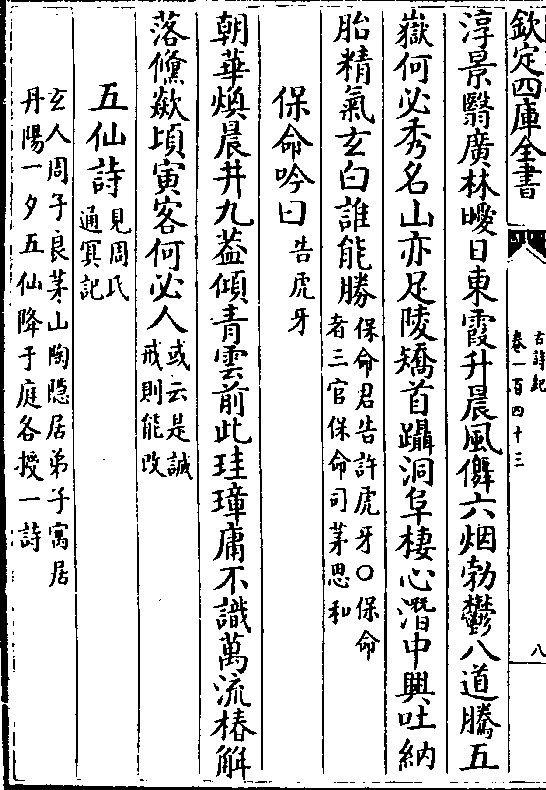 欽定四庫全書
古詩紀
卷一百四十三
八
淳景翳廣林曖日東霞升晨風儛六烟勃鬱八道騰五
嶽何必秀名山亦足陵矯首躡洞阜棲心潛中興吐納
胎精氣玄白誰能勝
保命君告許虎牙〇保命
者三官保命司茅思和
保命吟曰
告虎牙
朝華煥晨井九葢傾青雲前此珪璋庸不識萬流椿觧
落儵歘頃寅客何必人
或云是誠
戒則能改
五仙詩
見周氏
通冥記
玄人周子良茅山陶隐居弟子寓居
丹陽一夕五仙降于庭各授一詩